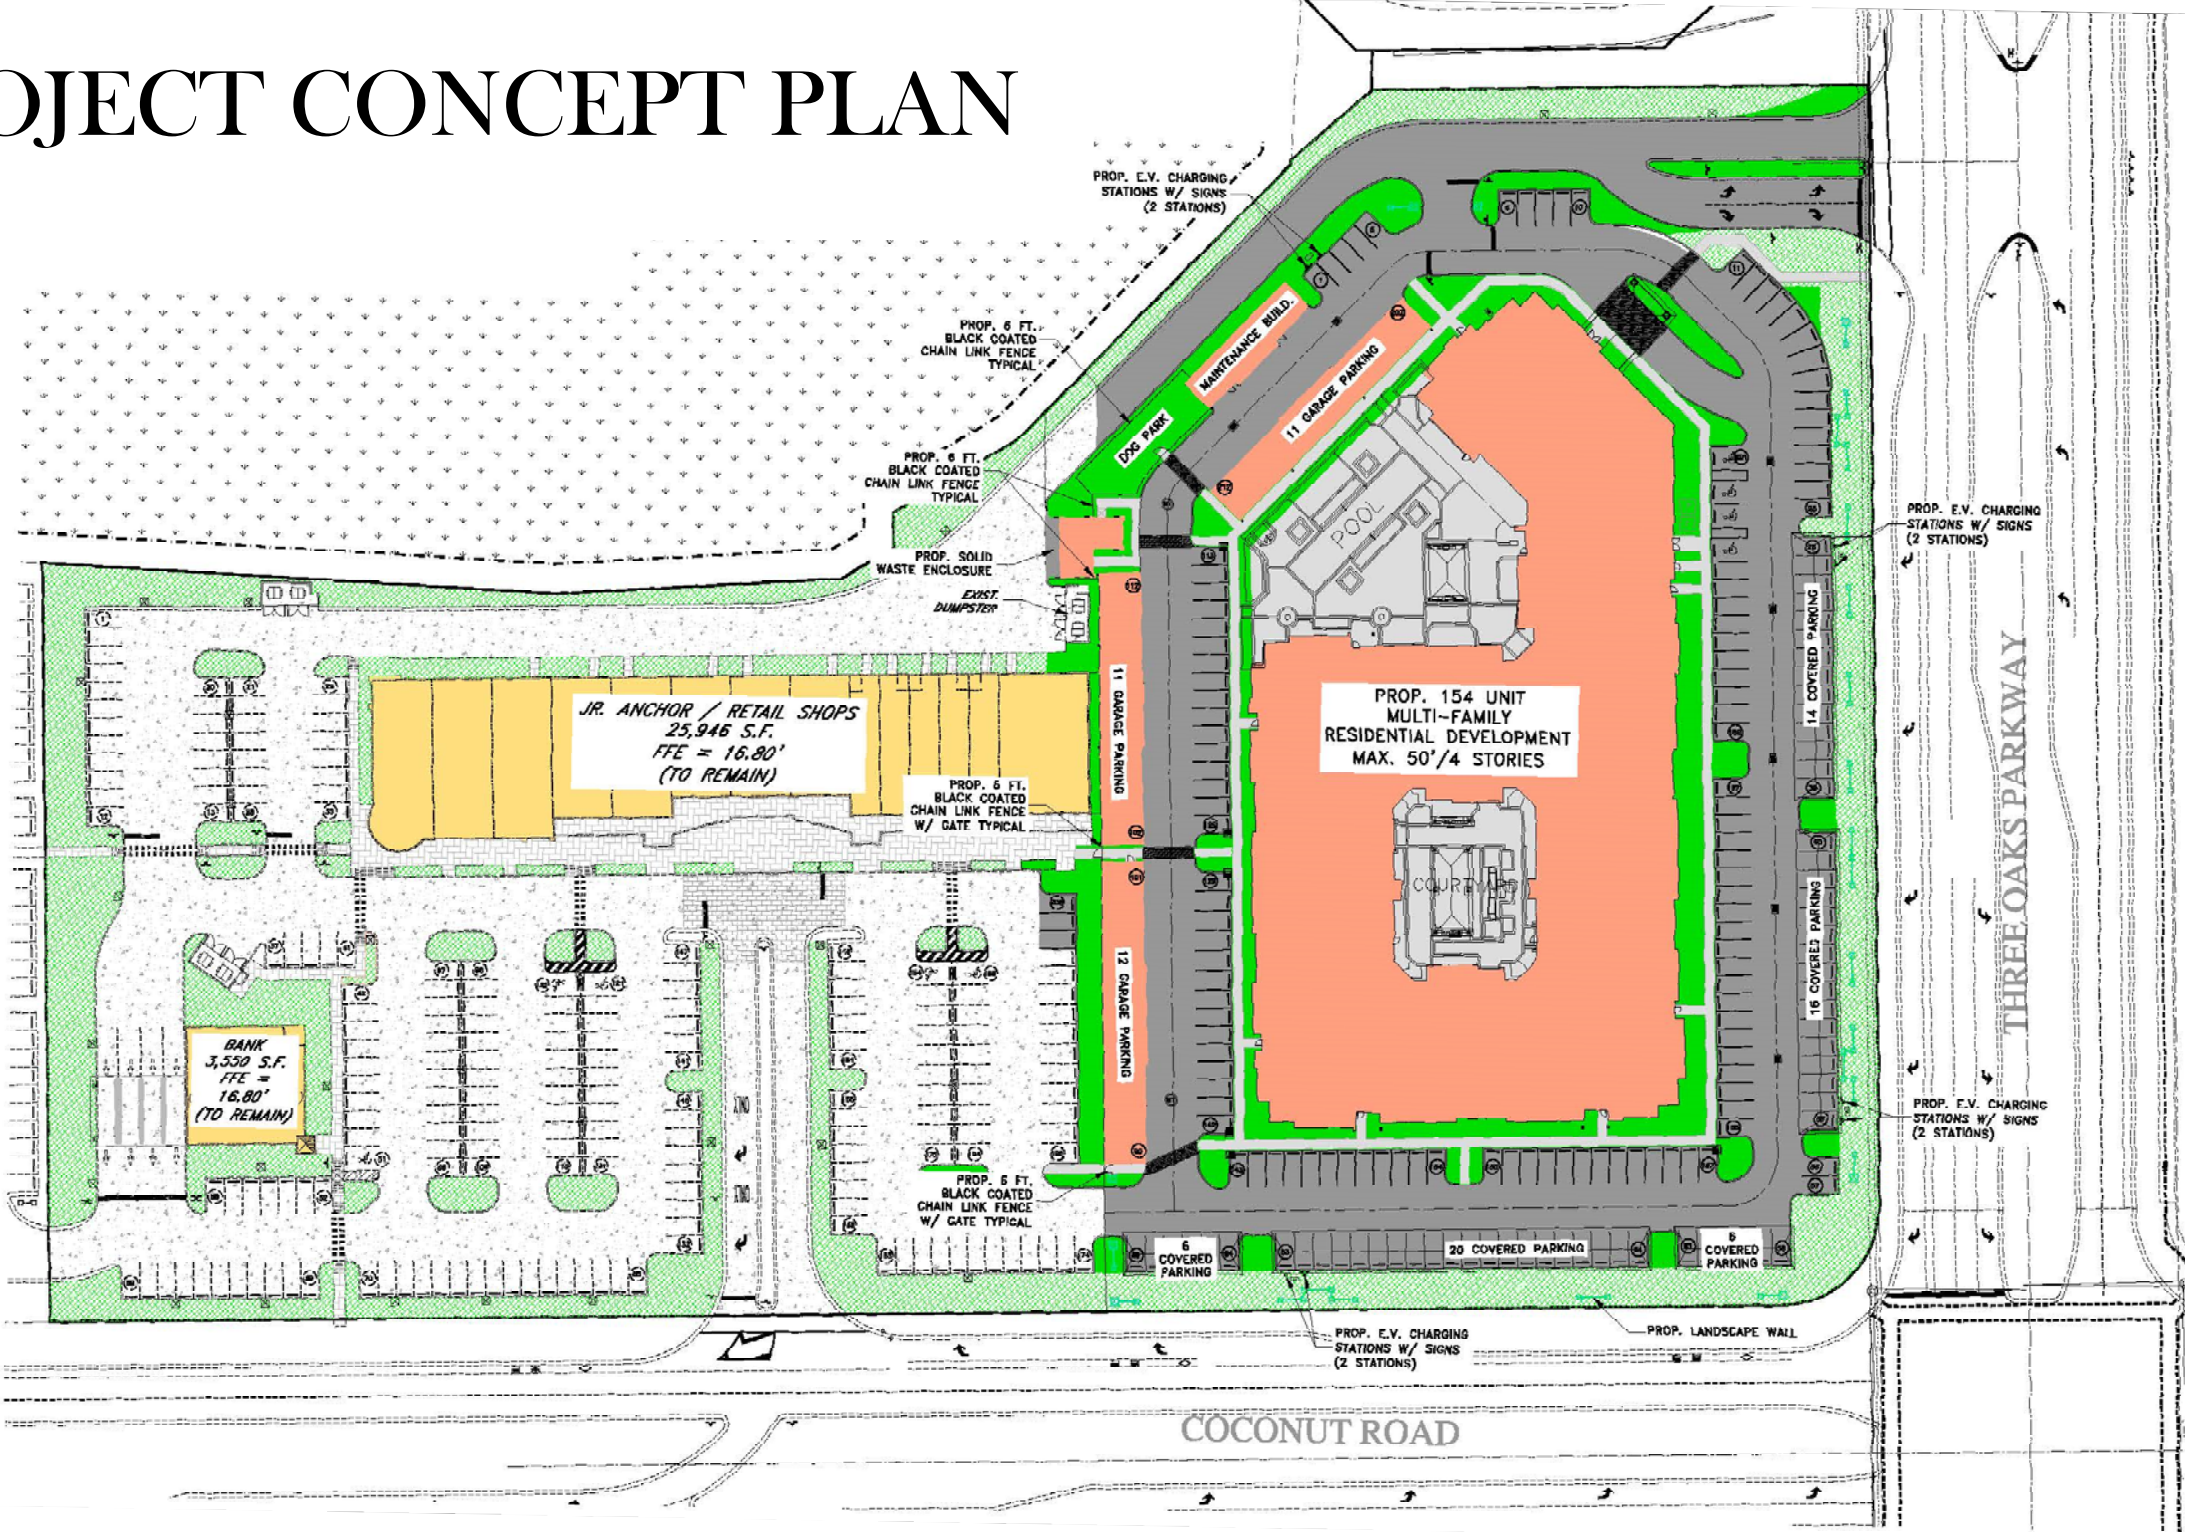 OJECT CONCEPT PLAN
PROP. E.V. CHARGING
STATIONS W/ SIGNS
(2 STATIONS)
PROP. 6 FT.
BLACK COATED
CHAIN LINK FENCE
TYPICAL
MAINTENANCE BUILD.
11 GARAGE PARKING
DOG PARK
PROP. 6 FT.
BLACK COATED
CHAIN LINK FENCE
TYPICAL
POOL
PROP. E.V. CHARGING
STATIONS W/ SIGNS
(2 STATIONS)
PROP. SOLID
WASTE ENCLOSURE
EXIST.
DUMPSTER
14 COVERED PARKING
11 GARAGE PARKING
JR. ANCHOR / RETAIL SHOPS
25,946 S.F.
FFE = 16.80'
(TO REMAIN)
PROP. 154 UNIT
MULTI-FAMILY
RESIDENTIAL DEVELOPMENT
MAX. 50'/4 STORIES
THREE OAKS PARKWAY
PROP. 6 FT.
BLACK COATED
CHAIN LINK FENCE
W/ GATE TYPICAL
COURTYARD
16 COVERED PARKING
12 GARAGE PARKING
BANK
3,550 S.F.
FFE =
16.80'
(TO REMAIN)
PROP. E.V. CHARGING
STATIONS W/ SIGNS
(2 STATIONS)
PROP. 6 FT.
BLACK COATED
CHAIN LINK FENCE
W/ GATE TYPICAL
6
COVERED
PARKING
20 COVERED PARKING
6
COVERED
PARKING
PROP. E.V. CHARGING
STATIONS W/ SIGNS
(2 STATIONS)
PROP. LANDSCAPE WALL
COCONUT ROAD